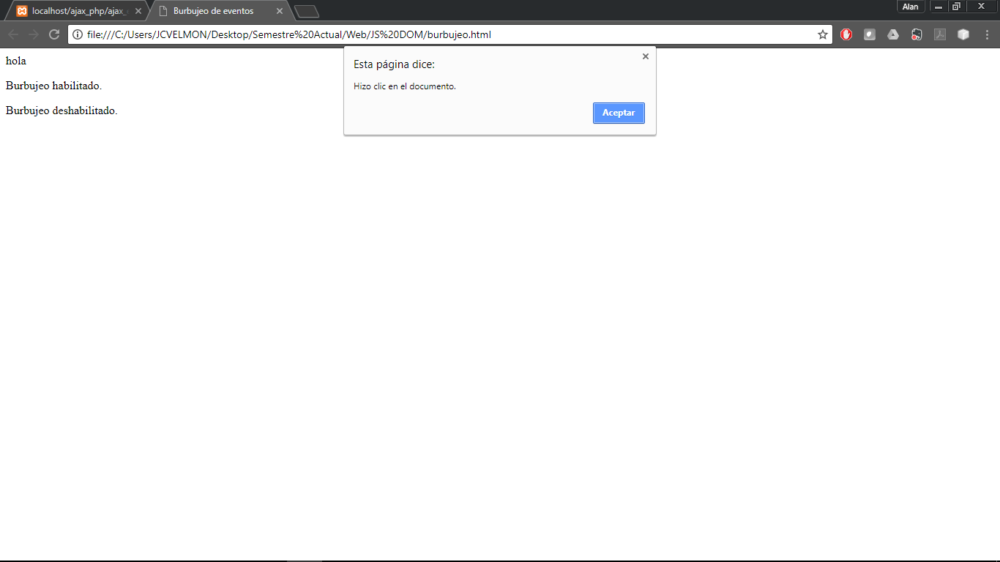 localhost/ajax_php/ajax_
Burbujeo de eventos
Alan
file:///C:/Users/JCVELMON/Desktop/Semestre%20Actual/Web/JS%20DOM/burbujeo.html
hola
Burbujeo habilitado.
Burbujeo deshabilitado.
Esta página dice:
Hizo clic en el documento.
Aceptar